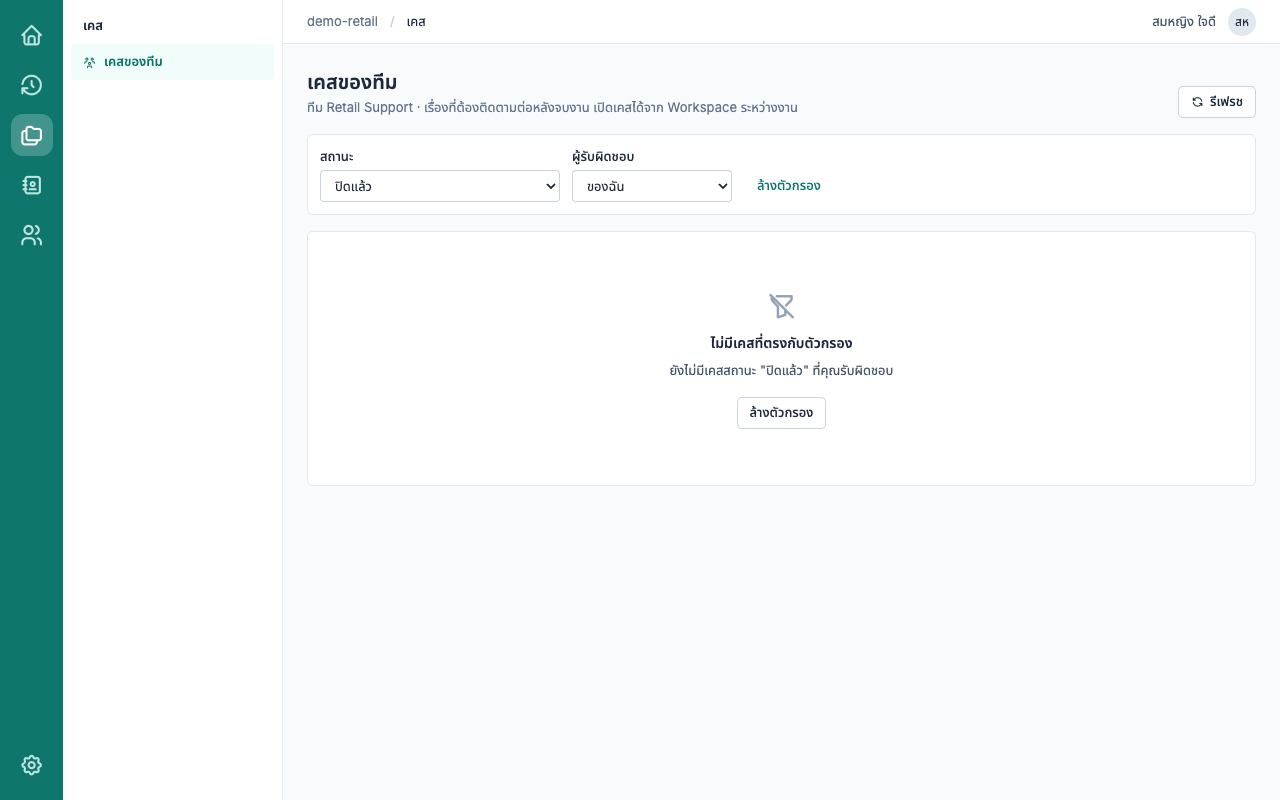 เคส
เคสของทีม
demo-retail / เคส
สมหญิง ใจดี สห
เคสของทีม
ทีม Retail Support · เรื่องที่ต้องติดตามต่อหลังจบงาน เปิดเคสได้จาก Workspace ระหว่างงาน
รีเฟรช
สถานะ
ผู้รับผิดชอบ
ปิดแล้ว
ของฉัน
ล้างตัวกรอง
ไม่มีเคสที่ตรงกับตัวกรอง
ยังไม่มีเคสสถานะ "ปิดแล้ว" ที่คุณรับผิดชอบ
ล้างตัวกรอง